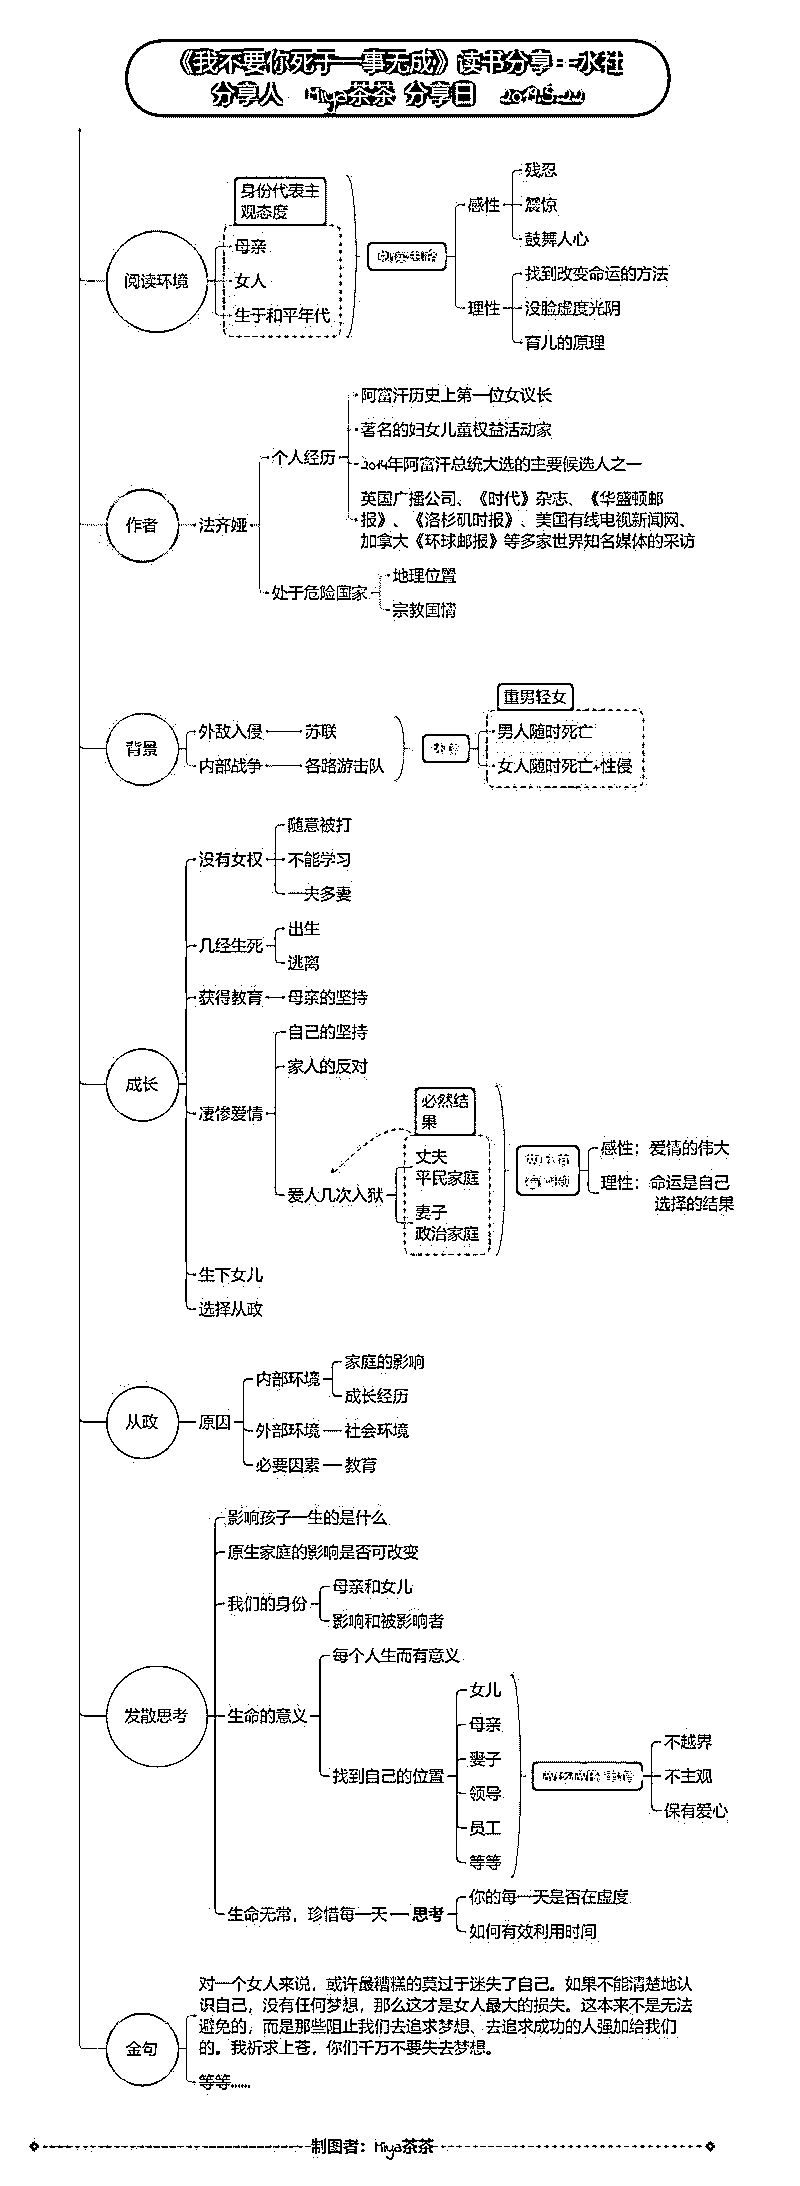 《我不要你死于一事无成》读书分享--水社
分享人 Miya茶茶 分享日
阅读环境
身份代表主
观态度
母亲
女人
生于和平年代
感性
残忍
震惊
鼓舞人心
理性
找到改变命运的方法
没脸虚度光阴
育儿的原理
作者
法齐娅
个人经历
阿富汗历史上第一位女议长
著名的妇女儿童权益活动家
2014年阿富汗总统大选的主要候选人之一
英国广播公司、《时代》杂志、《华盛顿邮
报》、《洛杉矶时报》、美国有线电视新闻网、
加拿大《环球邮报》等多家世界知名媒体的采访
处于危险国家
地理位置
宗教国情
背景
外敌入侵
苏联
内部战争
各路游击队
重男轻女
男人随时死亡
女人随时死亡+性侵
成长
没有女权
随意被打
不能学习
一夫多妻
几经生死
出生
逃离
获得教育
母亲的坚持
凄惨爱情
自己的坚持
家人的反对
爱人几次入狱
必然结
果
丈夫
平民家庭
妻子
政治家庭
感性：爱情的伟大
理性：命运是自己
选择的结果
生下女儿
选择从政
从政
原因
内部环境
家庭的影响
成长经历
外部环境
社会环境
必要因素
教育
发散思考
影响孩子一生的是什么
原生家庭的影响是否可改变
我们的身份
母亲和女儿
影响和被影响者
生命的意义
每个人生而有意义
找到自己的位置
女儿
母亲
妻子
领导
员工
等等
不越界
不主观
保有爱心
生命无常，珍惜每一天
思考
你的每一天是否在虚度
如何有效利用时间
金句
对一个女人来说，或许最糟糕的莫过于迷失了自己。如果不能清楚地认
识自己，没有任何梦想，那么这才是女人最大的损失。这本来不是无法
避免的，而是那些阻止我们去追求梦想、去追求成功的人强加给我们
的。我祈求上苍，你们千万不要失去梦想。
等等......
制图者：Miya茶茶